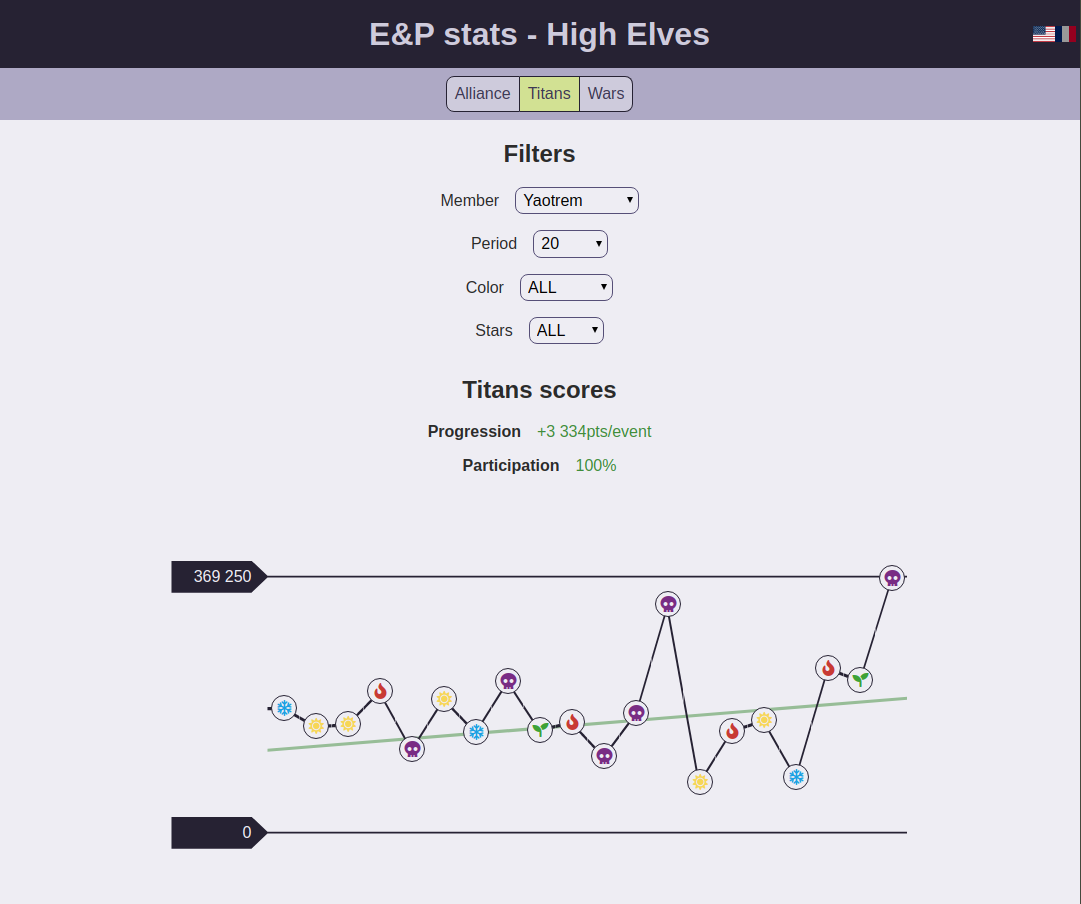 E&P stats - High Elves
Alliance Titans Wars
Filters
Member Yaotrem
Period 20
Color ALL
Stars ALL
Titans scores
Progression +3 334pts/event
Participation 100%
369 250
0